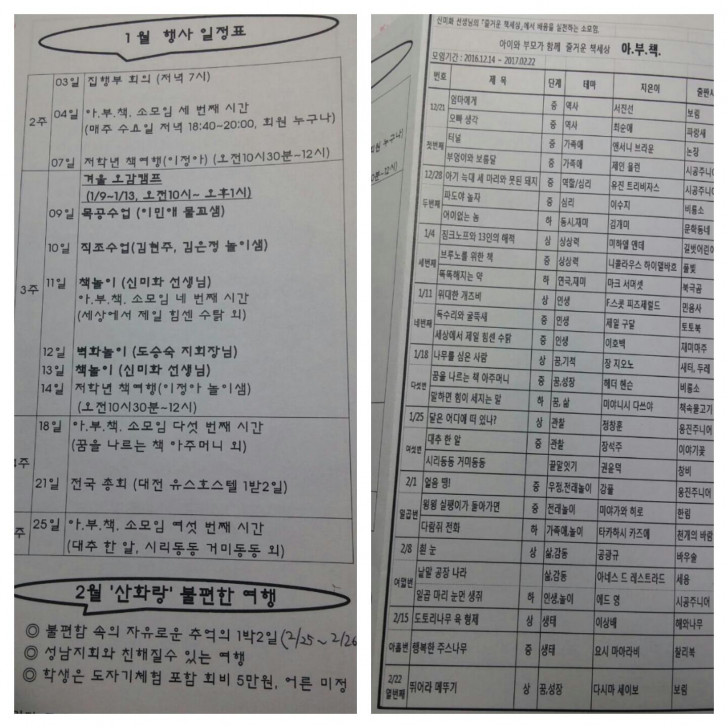 1월 행사 일정표
03일 집행부 회의 (저녁 7시)
2주 04일 아.부.책. 소모임 세 번째 시간
(매주 수요일 저녁 18:40~20:00, 회원 누구나)
07일 저학년 책여행(이정아) (오전10시30분~12시)
겨울 오감캠프
(1/9~1/13, 오전10시~ 오후1시)
09일 목공수업 (이민애 물꼬샘)
10일 직조수업(김현주, 김은정 놀이샘)
3주 11일 책놀이 (신미화 선생님)
아.부.책. 소모임 네 번째 시간
(세상에서 제일 힘센 수탉 외)
12일 벽화놀이 (도승숙 지회장님)
13일 책놀이 (신미화 선생님)
14일 저학년 책여행(이정아 놀이샘)
(오전10시30분~12시)
18일 아.부.책. 소모임 다섯 번째 시간
(꿈을 나르는 책 아주머니 외)
주
21일 전국 총회 (대전 유스호스텔 1박2일)
주 25일 아.부.책. 소모임 여섯 번째 시간
(대추 한 알, 시리동동 거미동동 외)
2월 '산화랑' 불편한 여행
◎ 불편함 속의 자유로운 추억의 1박2일 (2/25~2/26
◎ 성남지회와 친해질수 있는 여행
◎ 학생은 도자기체험 포함 회비 5만원, 어른 미정
신미화 선생님의 "즐거운 책세상"에서 배움을 실천하는 소모임.
아이와 부모가 함께 즐거운 책세상 아.부.책.
모임기간 : 2016.12.14 ~ 2017.02.22
번호 제 목 단계 테마 지은이 출판사
12/21 엄마에게 중 역사 서진선 보림
오빠 생각 중 역사 최순애 파랑새
첫번째 터널 중 가족애 앤서니 브라운 논장
부엉이와 보름달 중 가족애 제인 욜런 시공주니어
12/28 아기 늑대 세 마리와 못된 돼지 중 역할/심리 유진 트리비자스 시공주니어
두번째 파도야 놀자 중 심리 이수지 비룡소
어이없는 놈 하 동시,재미 김개미 문학동네
1/4 짐크노프와 13인의 해적 상 상상력 미하엘 엔데 길벗어린이
세번째 브루노를 위한 책 중 상상력 니콜라우스 하이델바흐 풀빛
쿡쿡해지는 약 하 연극,재미 마크 서머셋 북극곰
1/11 위대한 개츠비 상 인생 F.스콧 피츠제럴드 민음사
네번째 독수리와 굴뚝새 중 인생 제인 구달 토토북
세상에서 제일 힘센 수탉 중 인생 이호백 재미마주
1/18 나무를 심은 사람 상 꿈,기적 장 지오노 새터, 두레
다섯번 꿈을 나르는 책 아주머니 중 꿈,성장 헤더 헨슨 비룡소
말하면 힘이 세지는 말 하 꿈, 삶 미야니시 다쓰야 책속물고기
1/25 달은 어디에 떠 있나? 상 관찰 정창훈 웅진주니어
여섯번 대추 한 알 중 관찰 장석주 이야기꽃
시리동동 거미동동 끝말잇기 권윤덕 창비
2/1 얼음 땡! 중 우정,전래놀이 강풀 웅진주니어
일곱번 윙윙 실팽이가 돌아가면 중 전래놀이 미야가와 히로 한림
다람쥐 전화 하 가족애,놀이 타카하시 카즈에 천개의 바람
2/8 흰 눈 상 삶,감동 공광규 바우솔
여덟번 낱말 공장 나라 삶,감동 아네스 드 레스트라드 세용
일곱 마리 눈먼 생쥐 하 인생,놀이 에드 영 시공주니어
2/15 도토리나무 육 형제 상 생태 이상배 해와나무
아홉번 행복한 주스나무 중 생태 요시 마아라비 찰리북
2/22 열번째 뛰어라 메뚜기 상 꿈,성장 다시마 세이조 보림